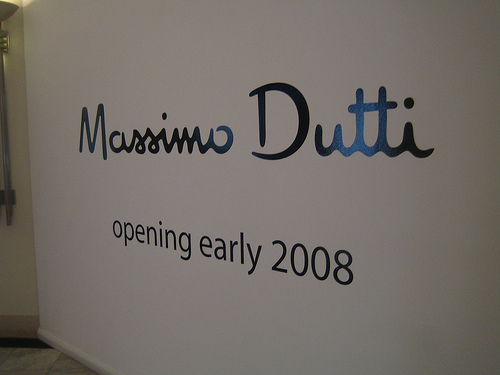 Massimo Dutti
opening early 2008